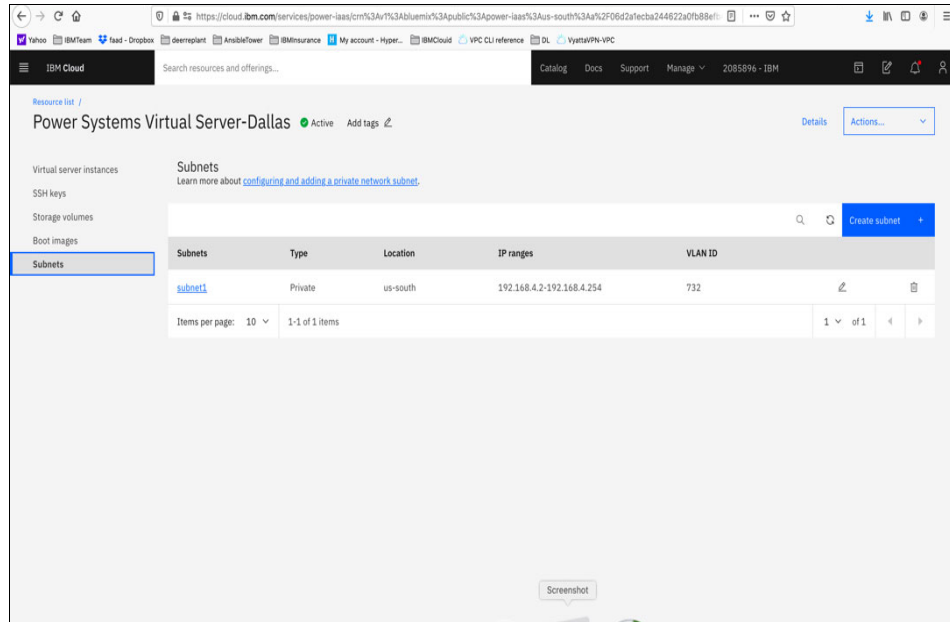 https://cloud.ibm.com/services/power-iaas/crn%3Av1%3Abluemix%3Apublic%3Apower-iaas%3Aus-south%3Aa%2F06d2a1ecba244622a0fb88ef
Yahoo IBMTeam faad - Dropbox deerreplant AnsibleTower IBMInsurance My account - Hyper... IBMClouid VPC CLI reference DL VyattaVPN-VPC
IBM Cloud Search resources and offerings... Catalog Docs Support Manage 2085896 - IBM
Resource list /
Power Systems Virtual Server-Dallas Active Add tags Details Actions...
Virtual server instances
SSH keys
Storage volumes
Boot images
Subnets
Subnets
Learn more about configuring and adding a private network subnet.
Create subnet +
Subnets Type Location IP ranges VLAN ID
subnet1 Private us-south 192.168.4.2-192.168.4.254 732
Items per page: 10 1-1 of 1 items 1 of 1
Screenshot